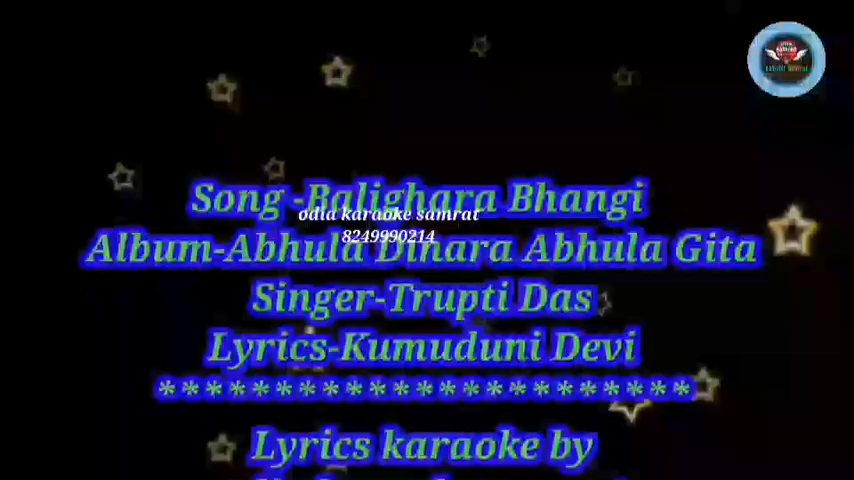 Song -Balighara Bhangi
odia karaoke samrat
8249990214
Album-Abhula Dinara Abhula Gita
Singer-Trupti Das
Lyrics-Kumuduni Devi
***********************
Lyrics karaoke by